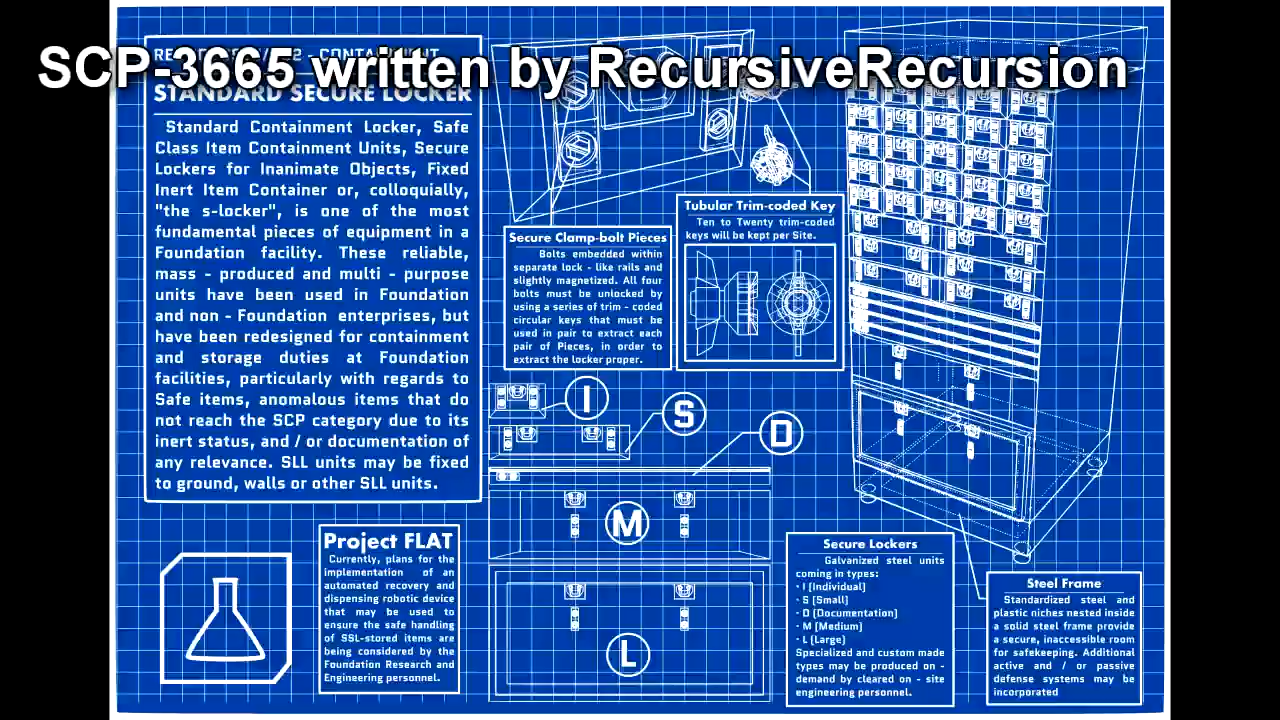 SCP-3665 written by RecursiveRecursion
STANDARD SECURE LOCKER
Standard Containment Locker, Safe
Class Item Containment Units, Secure
Lockers for Inanimate Objects, Fixed
Inert Item Container or, colloquially,
"the s-locker", is one of the most
fundamental pieces of equipment in a
Foundation facility. These reliable,
mass - produced and multi - purpose
units have been used in Foundation
and non - Foundation enterprises, but
have been redesigned for containment
and storage duties at Foundation
facilities, particularly with regards to
Safe items, anomalous items that do
not reach the SCP category due to its
inert status, and / or documentation of
any relevance. SLL units may be fixed
to ground, walls or other SLL units.
Secure Clamp-bolt Pieces
Bolts embedded within
separate lock - like rails and
slightly magnetized. All four
bolts must be unlocked by
using a series of trim - coded
circular keys that must be
used in pair to extract each
pair of Pieces, in order to
extract the locker proper.
Tubular Trim-coded Key
Ten to Twenty trim-coded
keys will be kept per Site.
I
S
D
M
L
Project FLAT
Currently, plans for the
implementation of an
automated recovery and
dispensing robotic device
that may be used to
ensure the safe handling
of SSL-stored items are
being considered by the
Foundation Research and
Engineering personnel.
Secure Lockers
Galvanized steel units
coming in types:
- I (Individual)
- S (Small)
- D (Documentation)
- M (Medium)
- L (Large)
Specialized and custom made
types may be produced on -
demand by cleared on - site
engineering personnel.
Steel Frame
Standardized steel and
plastic niches nested inside
a solid steel frame provide
a secure, inaccessible room
for safekeeping. Additional
active and / or passive
defense systems may be
incorporated